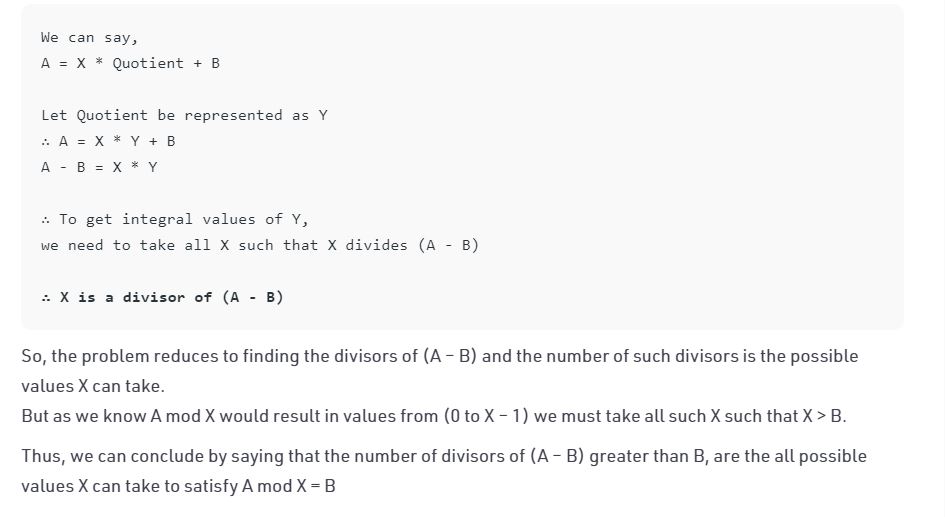 We can say,
A = X * Quotient + B
Let Quotient be represented as Y
∴ A = X * Y + B
A - B = X * Y
∴ To get integral values of Y,
we need to take all X such that X divides (A - B)
∴ X is a divisor of (A - B)
So, the problem reduces to finding the divisors of (A – B) and the number of such divisors is the possible
values X can take.
But as we know A mod X would result in values from (0 to X – 1) we must take all such X such that X > B.
Thus, we can conclude by saying that the number of divisors of (A – B) greater than B, are the all possible
values X can take to satisfy A mod X = B